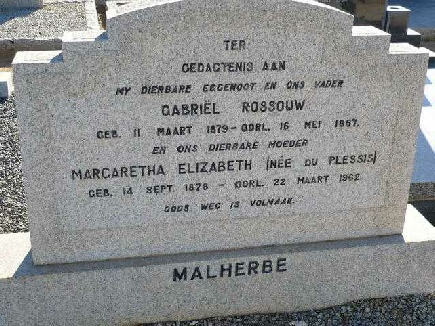 TER
GEDAGTENIS AAN
MY DIERBARE EGGENOOT EN ONS VADER
GABRIËL ROSSOUW
GEB. 11 MAART 1879 - OORL. 16 MEI 1957.
EN ONS DIERBARE MOEDER
MARGARETHA ELIZABETH (NÉE DU PLESSIS)
GEB. 14 SEPT 1878 - OORL. 22 MAART 1962
GODS WEG IS VOLMAAK.
MALHERBE